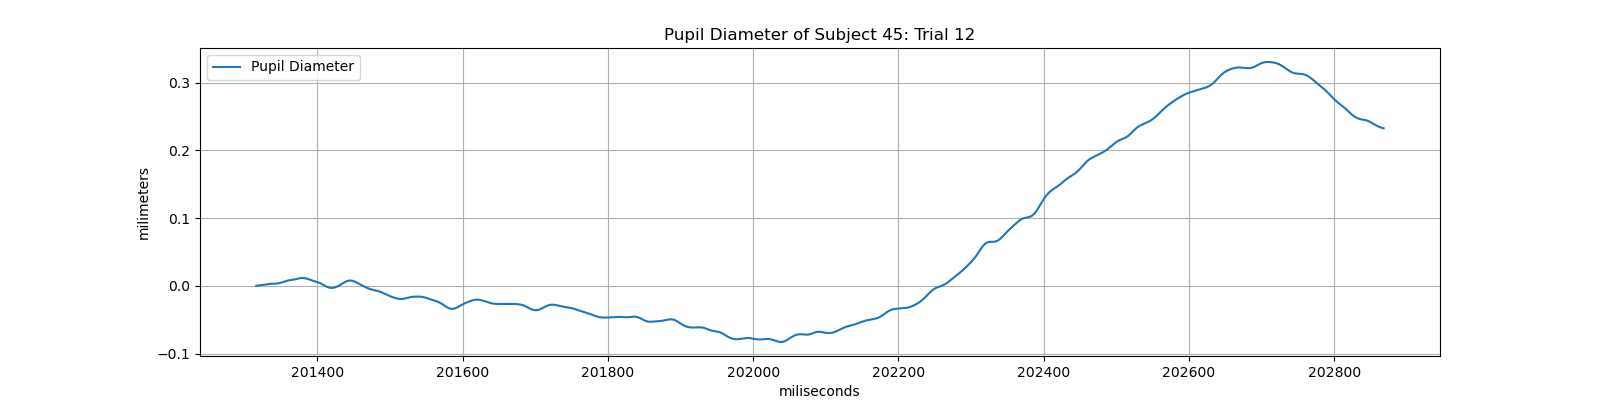 Pupil Diameter of Subject 45: Trial 12
Pupil Diameter
0.3
0.2
0.1
0.0
−0.1
milimeters
201400 201600 201800 202000 202200 202400 202600 202800
miliseconds